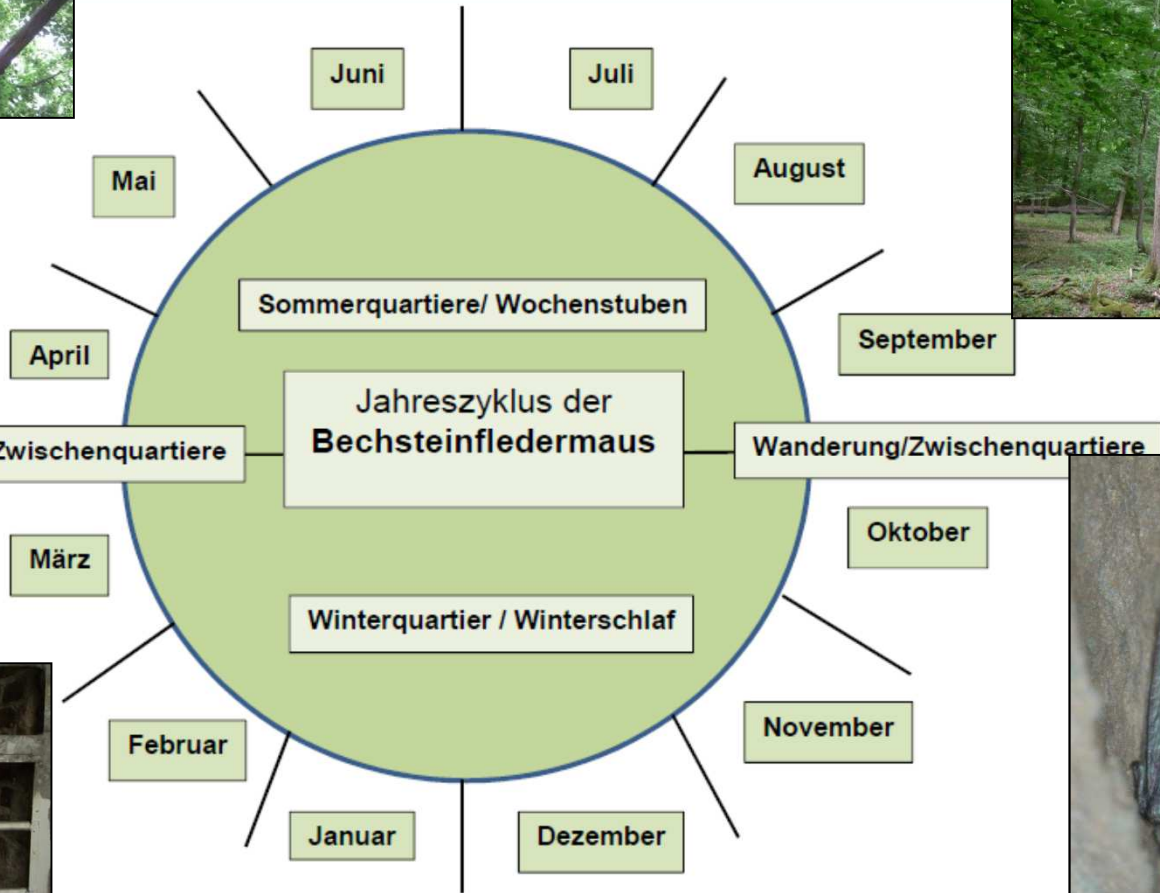 Juni
Juli
Mai
August
Sommerquartiere/ Wochenstuben
April
September
Jahreszyklus der
Bechsteinfledermaus
Zwischenquartiere
Wanderung/Zwischenquartiere
März
Oktober
Winterquartier / Winterschlaf
Februar
November
Januar
Dezember